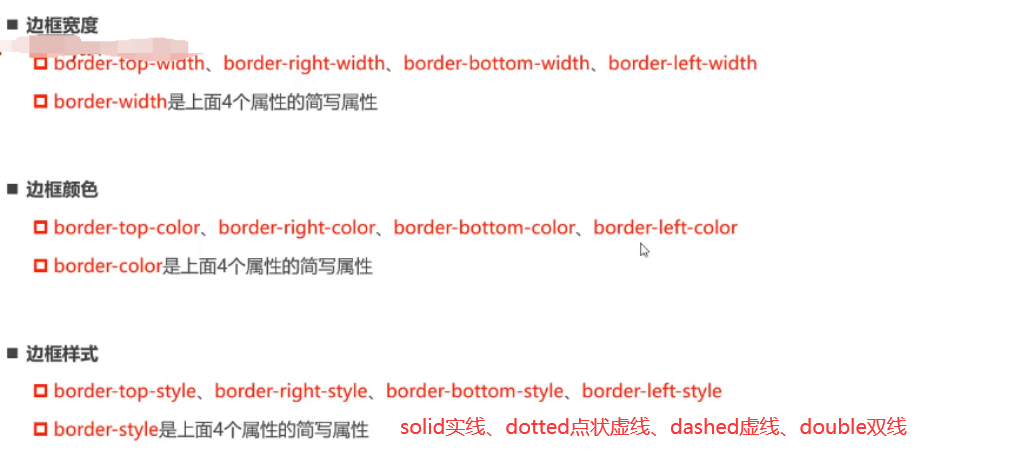 ■ 边框宽度
border-top-width、border-right-width、border-bottom-width、border-left-width
border-width是上面4个属性的简写属性
■ 边框颜色
border-top-color、border-right-color、border-bottom-color、border-left-color
border-color是上面4个属性的简写属性
■ 边框样式
border-top-style、border-right-style、border-bottom-style、border-left-style
border-style是上面4个属性的简写属性 solid实线、dotted点状虚线、dashed虚线、double双线